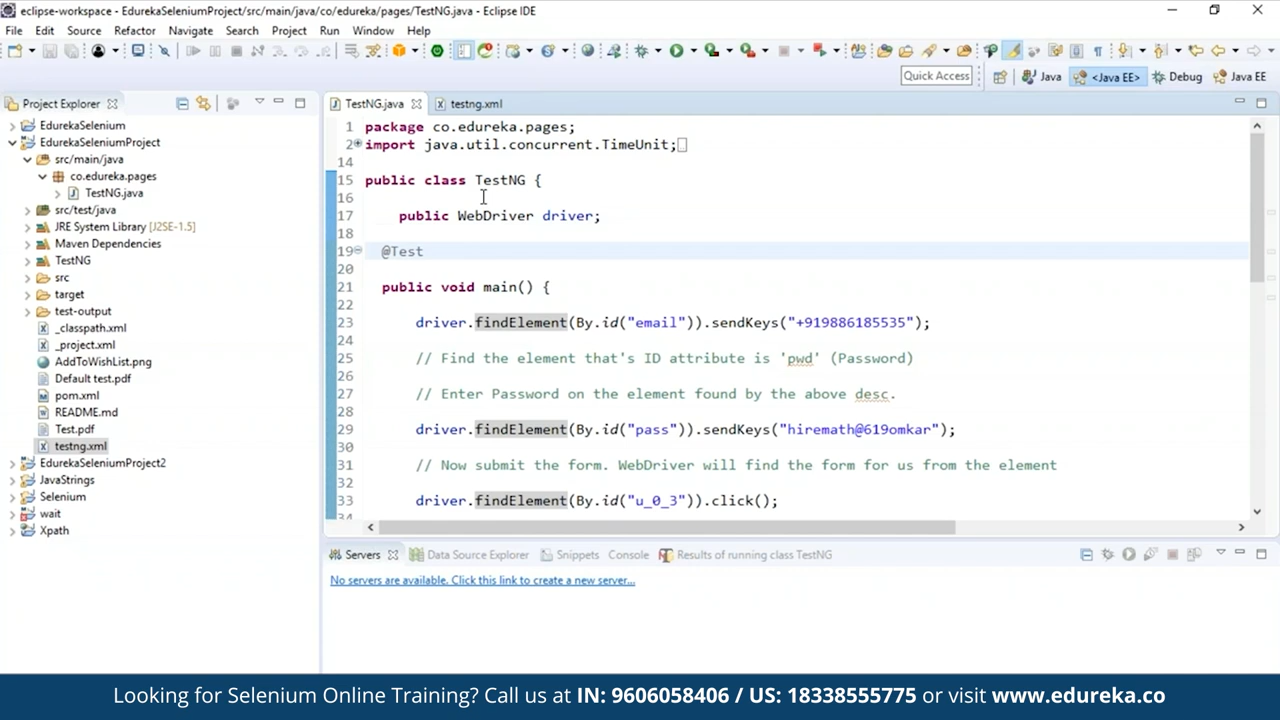 eclipse-workspace - EdurekaSeleniumProject/src/main/java/co/edureka/pages/TestNG.java - Eclipse IDE
File Edit Source Refactor Navigate Search Project Run Window Help
Quick Access Java <Java EE> Debug Java EE
Project Explorer
EdurekaSelenium
EdurekaSeleniumProject
src/main/java
co.edureka.pages
TestNG.java
src/test/java
JRE System Library [J2SE-1.5]
Maven Dependencies
TestNG
src
target
test-output
_classpath.xml
_project.xml
AddToWishList.png
Default test.pdf
pom.xml
README.md
Test.pdf
testng.xml
EdurekaSeleniumProject2
JavaStrings
Selenium
wait
Xpath
TestNG.java testng.xml
1 package co.edureka.pages;
2 import java.util.concurrent.TimeUnit;
14
15 public class TestNG {
16
17 public WebDriver driver;
18
19 @Test
20
21 public void main() {
22
23 driver.findElement(By.id("email")).sendKeys("+919886185535");
24
25 // Find the element that's ID attribute is 'pwd' (Password)
26
27 // Enter Password on the element found by the above desc.
28
29 driver.findElement(By.id("pass")).sendKeys("hiremath@619omkar");
30
31 // Now submit the form. WebDriver will find the form for us from the element
32
33 driver.findElement(By.id("u_0_3")).click();
34
Servers Data Source Explorer Snippets Console Results of running class TestNG
No servers are available. Click this link to create a new server...
Looking for Selenium Online Training? Call us at IN: 9606058406 / US: 18338555775 or visit www.edureka.co